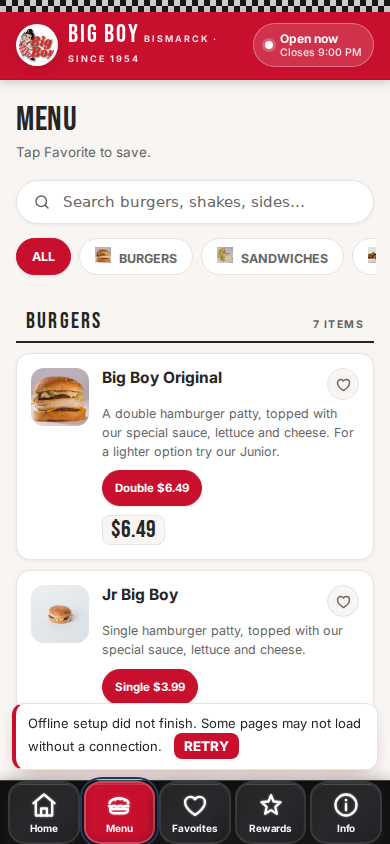 Big Boy
BIG BOY BISMARCK ·
SINCE 1954
Open now
Closes 9:00 PM
MENU
Tap Favorite to save.
Search burgers, shakes, sides...
ALL
BURGERS
SANDWICHES
BURGERS
7 ITEMS
Big Boy Original
A double hamburger patty, topped with
our special sauce, lettuce and cheese. For
a lighter option try our Junior.
Double $6.49
$6.49
Jr Big Boy
Single hamburger patty, topped with our
special sauce, lettuce and cheese.
Single $3.99
Offline setup did not finish. Some pages may not load
without a connection. RETRY
Home
Menu
Favorites
Rewards
Info